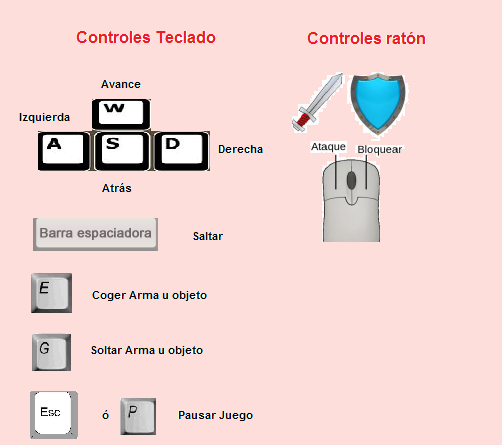 Controles Teclado
Controles ratón
Avance
Izquierda
W
A S D
Derecha
Atrás
Ataque
Bloquear
Barra espaciadora
Saltar
E
Coger Arma u objeto
G
Soltar Arma u objeto
Esc
ó
P
Pausar Juego